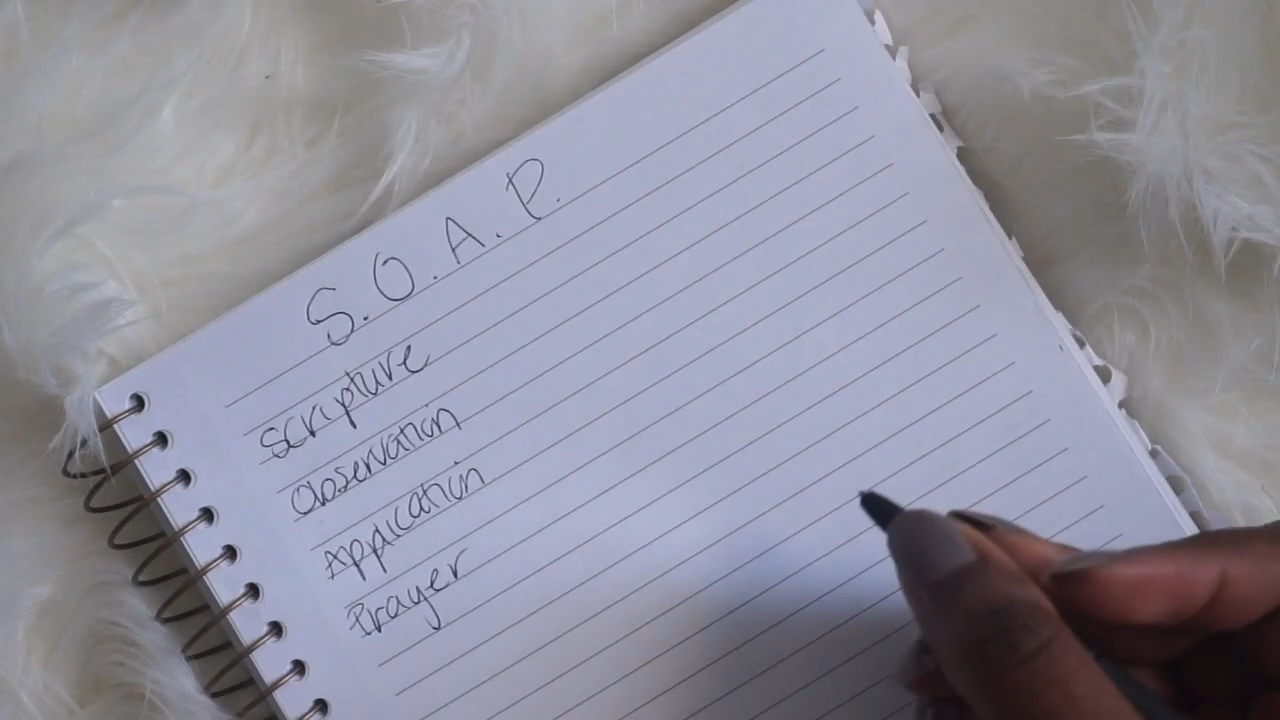 S.O.A.P.
Scripture
Observation
Application
Prayer